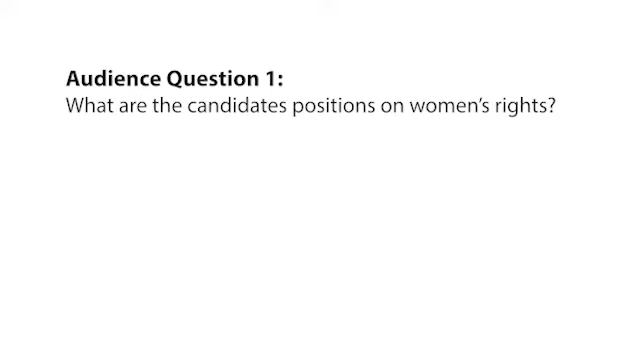 Audience Question 1:
What are the candidates positions on women’s rights?